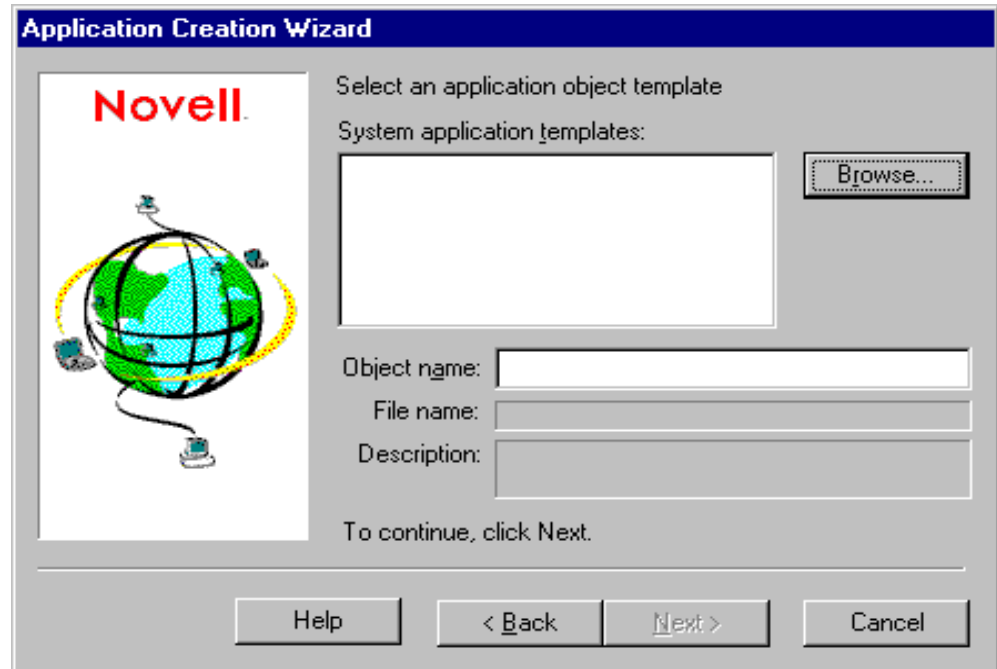 Application Creation Wizard
Novell
Select an application object template
System application templates:
Browse...
Object name:
File name:
Description:
To continue, click Next.
Help
< Back
Next >
Cancel